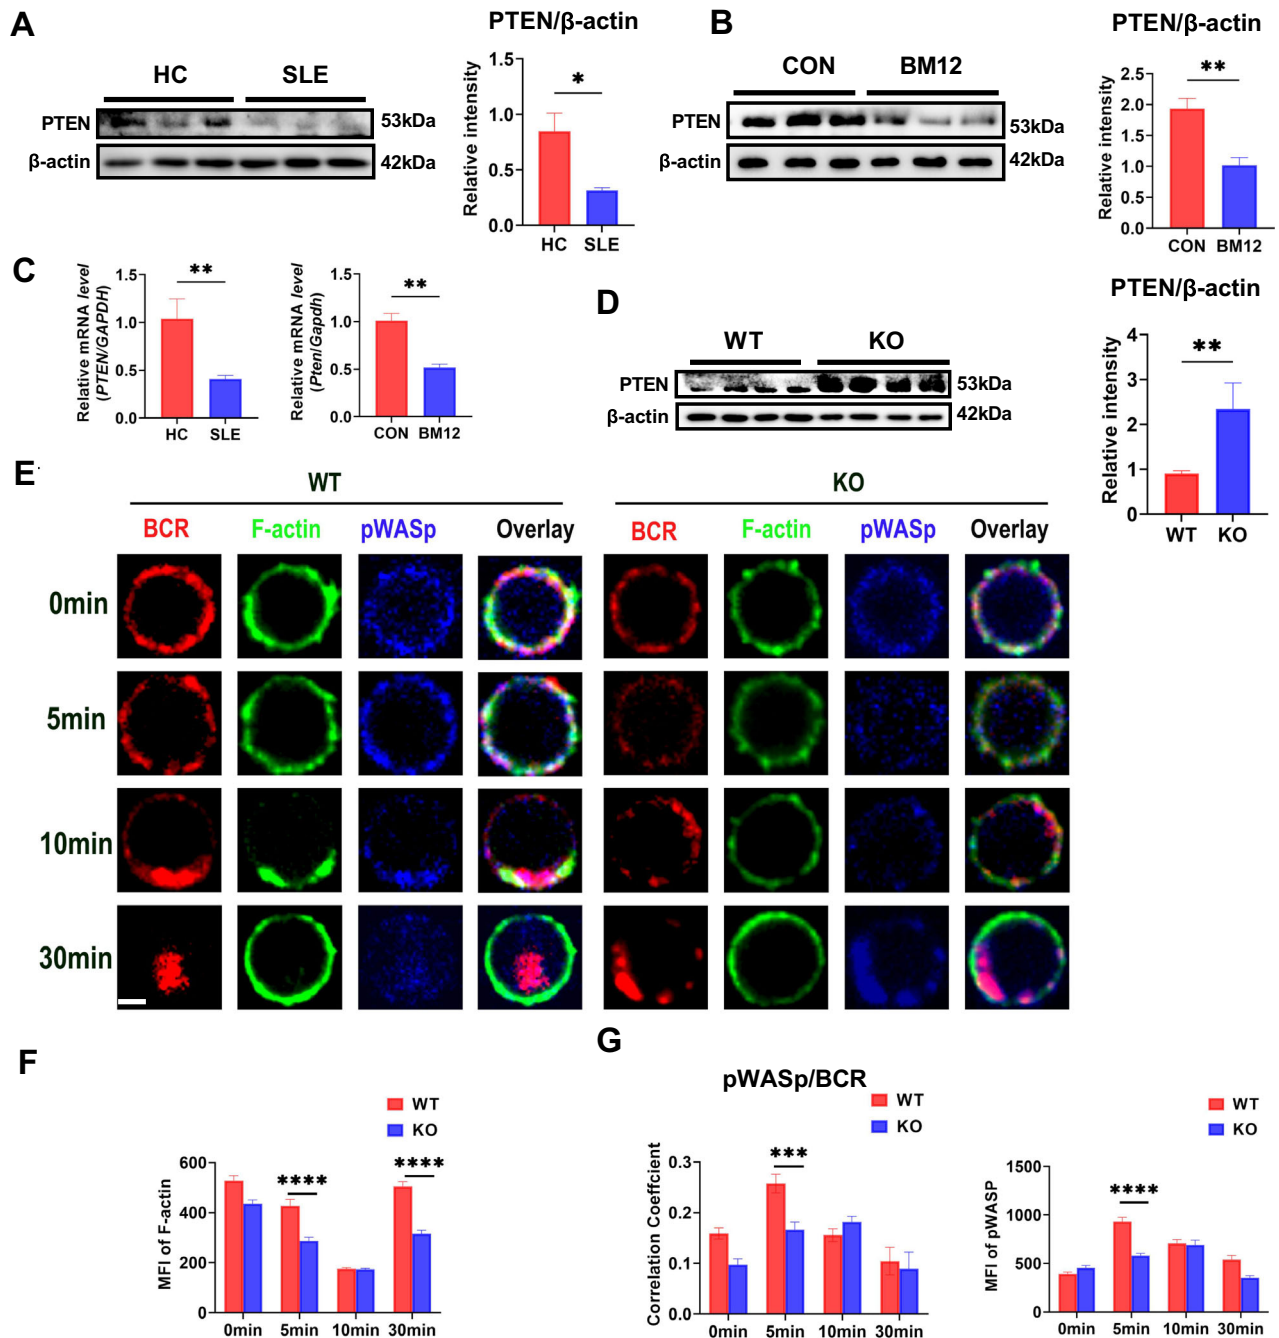 A
HC SLE
PTEN 53kDa
β-actin 42kDa
PTEN/β-actin
Relative intensity
1.5
*
1.0
0.5
0.0
HC SLE
B
CON BM12
PTEN 53kDa
β-actin 42kDa
PTEN/β-actin
Relative intensity
2.5
**
2.0
1.5
1.0
0.5
0.0
CON BM12
C
Relative mRNA level
(PTEN/GAPDH)
1.5
**
1.0
0.5
0.0
HC SLE
Relative mRNA level
(Pten/Gapdh)
1.5
**
1.0
0.5
0.0
CON BM12
D
WT KO
PTEN 53kDa
β-actin 42kDa
PTEN/β-actin
Relative intensity
4
**
3
2
1
0
WT KO
E
WT KO
BCR F-actin pWASp Overlay BCR F-actin pWASp Overlay
0min
5min
10min
30min
F
WT
KO
MFI of F-actin
600
**** ****
400
200
0
0min 5min 10min 30min
G
pWASp/BCR
WT
KO
Correlation Coeffcient
0.3
***
0.2
0.1
0.0
0min 5min 10min 30min
WT
KO
MFI of pWASP
1500
****
1000
500
0
0min 5min 10min 30min